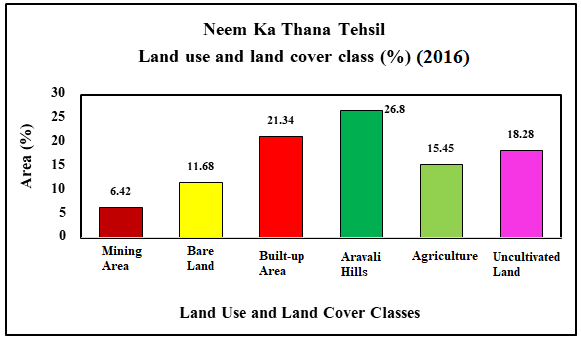 Neem Ka Thana Tehsil
Land use and land cover class (%) (2016)
Area (%)
30
25
20
15
10
5
0
6.42
11.68
21.34
26.8
15.45
18.28
Mining
Area
Bare
Land
Built-up
Area
Aravali
Hills
Agriculture
Uncultivated
Land
Land Use and Land Cover Classes